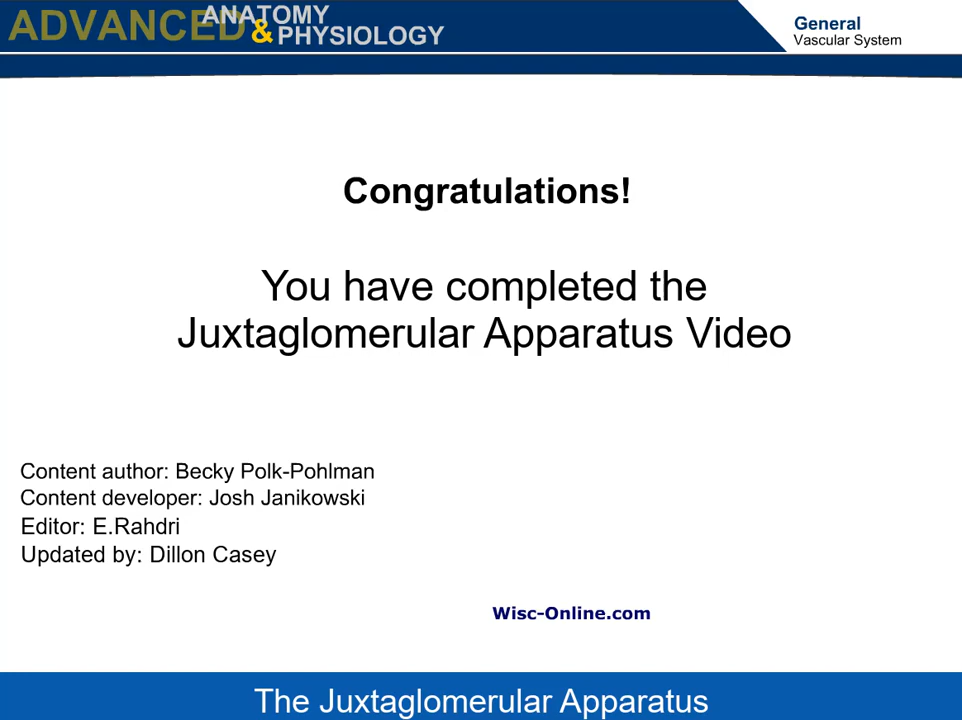 ADVANCED ANATOMY
& PHYSIOLOGY
General
Vascular System
Congratulations!
You have completed the
Juxtaglomerular Apparatus Video
Content author: Becky Polk-Pohlman
Content developer: Josh Janikowski
Editor: E.Rahdri
Updated by: Dillon Casey
Wisc-Online.com
The Juxtaglomerular Apparatus